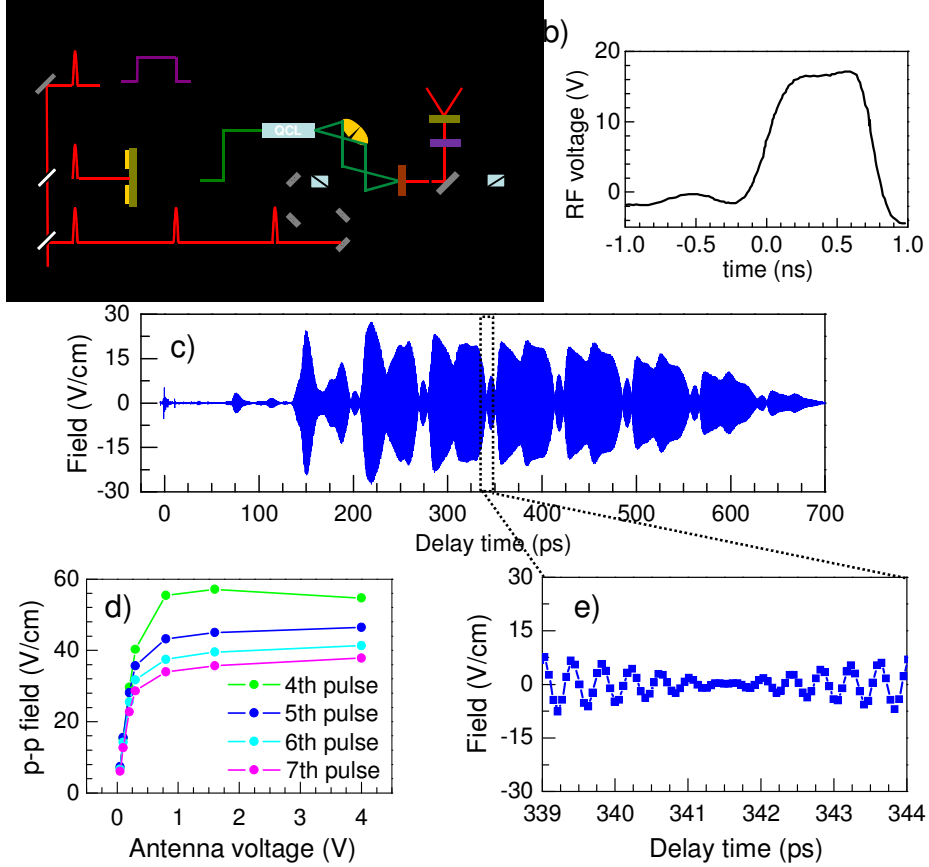 QCL
b)
RF voltage (V)
20
10
0
-1.0 -0.5 0.0 0.5 1.0
time (ns)
c)
Field (V/cm)
30
15
0
-15
-30
0 100 200 300 400 500 600 700
Delay time (ps)
d)
p-p field (V/cm)
60
40
20
0
4th pulse
5th pulse
6th pulse
7th pulse
0 1 2 3 4
Antenna voltage (V)
e)
Field (V/cm)
30
15
0
-15
-30
339 340 341 342 343 344
Delay time (ps)